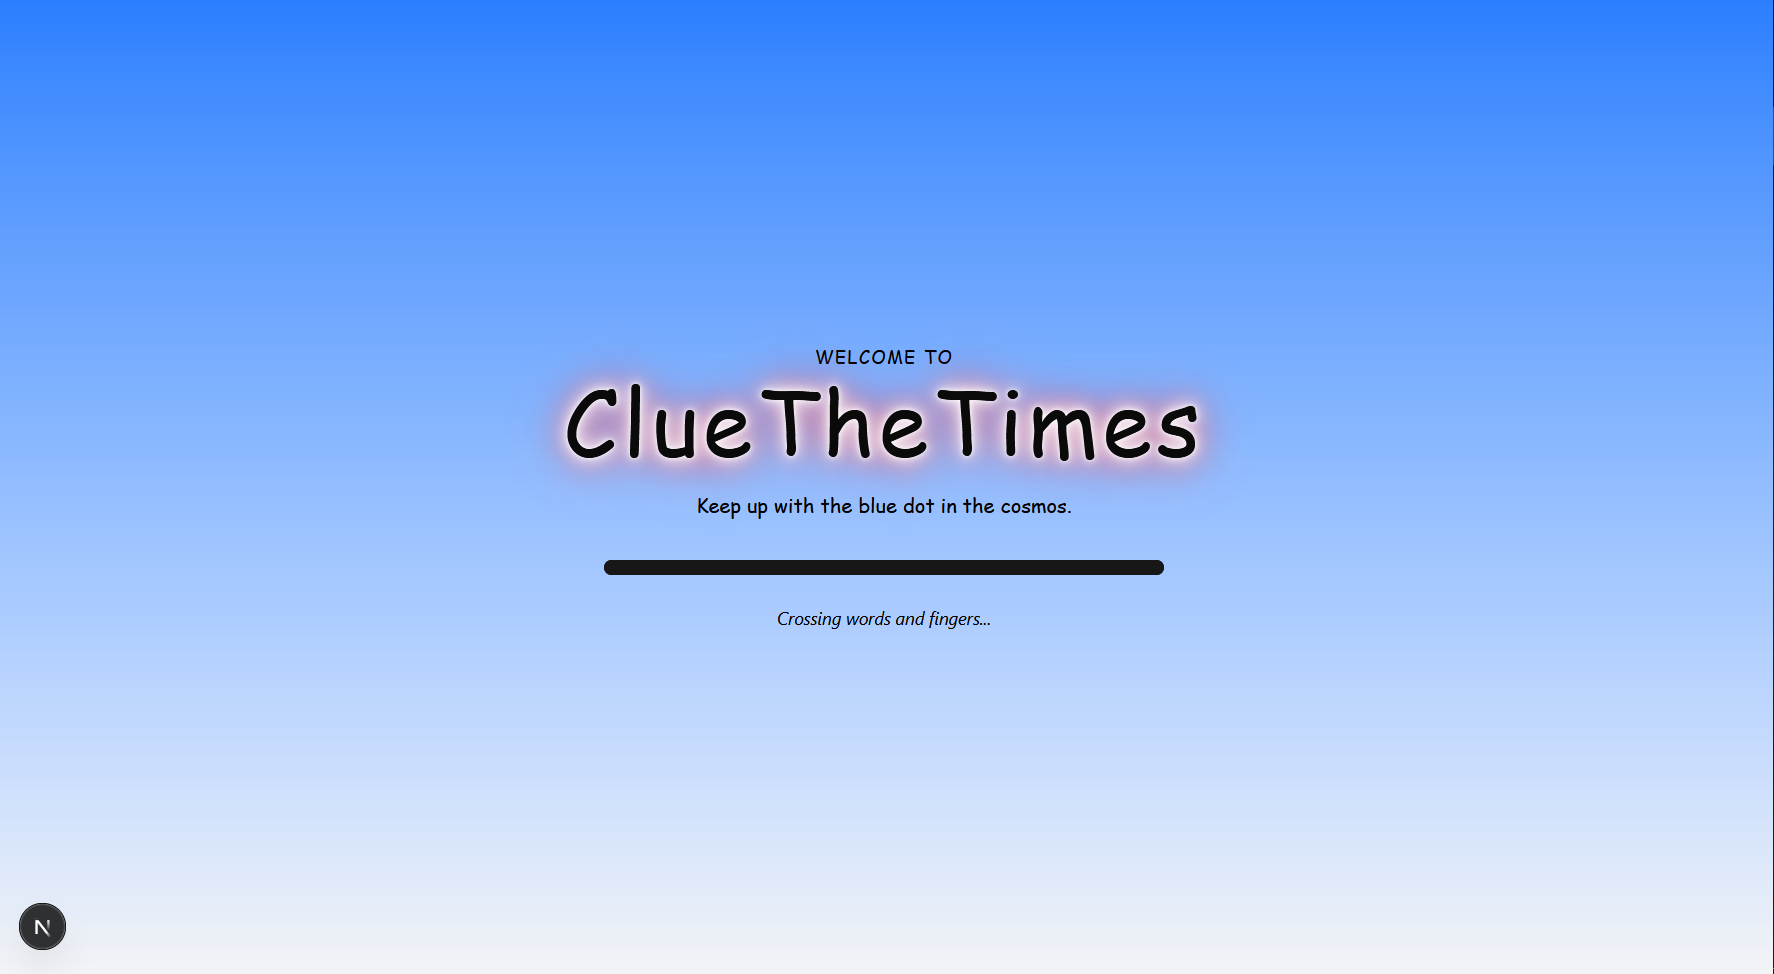 WELCOME TO
ClueTheTimes
Keep up with the blue dot in the cosmos.
Crossing words and fingers...
N